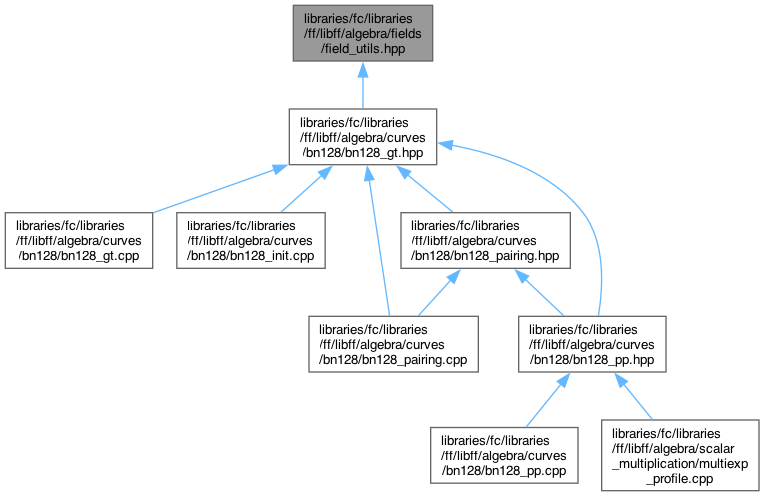 libraries/fc/libraries
/ff/libff/algebra/fields
/field_utils.hpp
libraries/fc/libraries
/ff/libff/algebra/curves
/bn128/bn128_gt.hpp
libraries/fc/libraries
/ff/libff/algebra/curves
/bn128/bn128_gt.cpp
libraries/fc/libraries
/ff/libff/algebra/curves
/bn128/bn128_init.cpp
libraries/fc/libraries
/ff/libff/algebra/curves
/bn128/bn128_pairing.hpp
libraries/fc/libraries
/ff/libff/algebra/curves
/bn128/bn128_pairing.cpp
libraries/fc/libraries
/ff/libff/algebra/curves
/bn128/bn128_pp.hpp
libraries/fc/libraries
/ff/libff/algebra/curves
/bn128/bn128_pp.cpp
libraries/fc/libraries
/ff/libff/algebra/scalar
_multiplication/multiexp
_profile.cpp